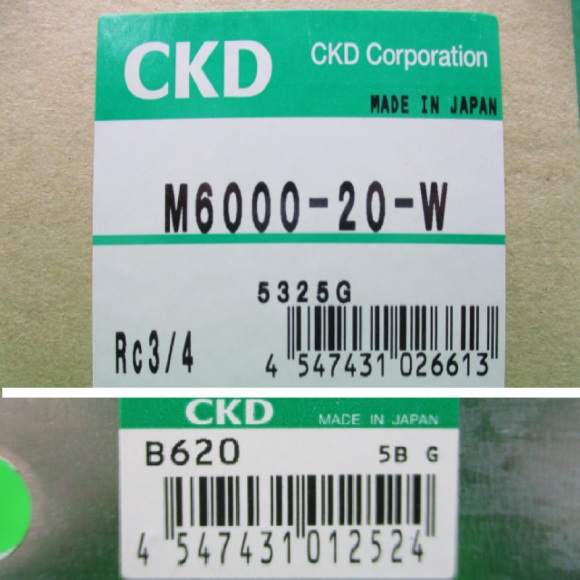 CKD CKD Corporation
MADE IN JAPAN
M6000-20-W
5325G
Rc3/4 4 547431 026613
CKD MADE IN JAPAN
B620 5B G
4 547431 012524